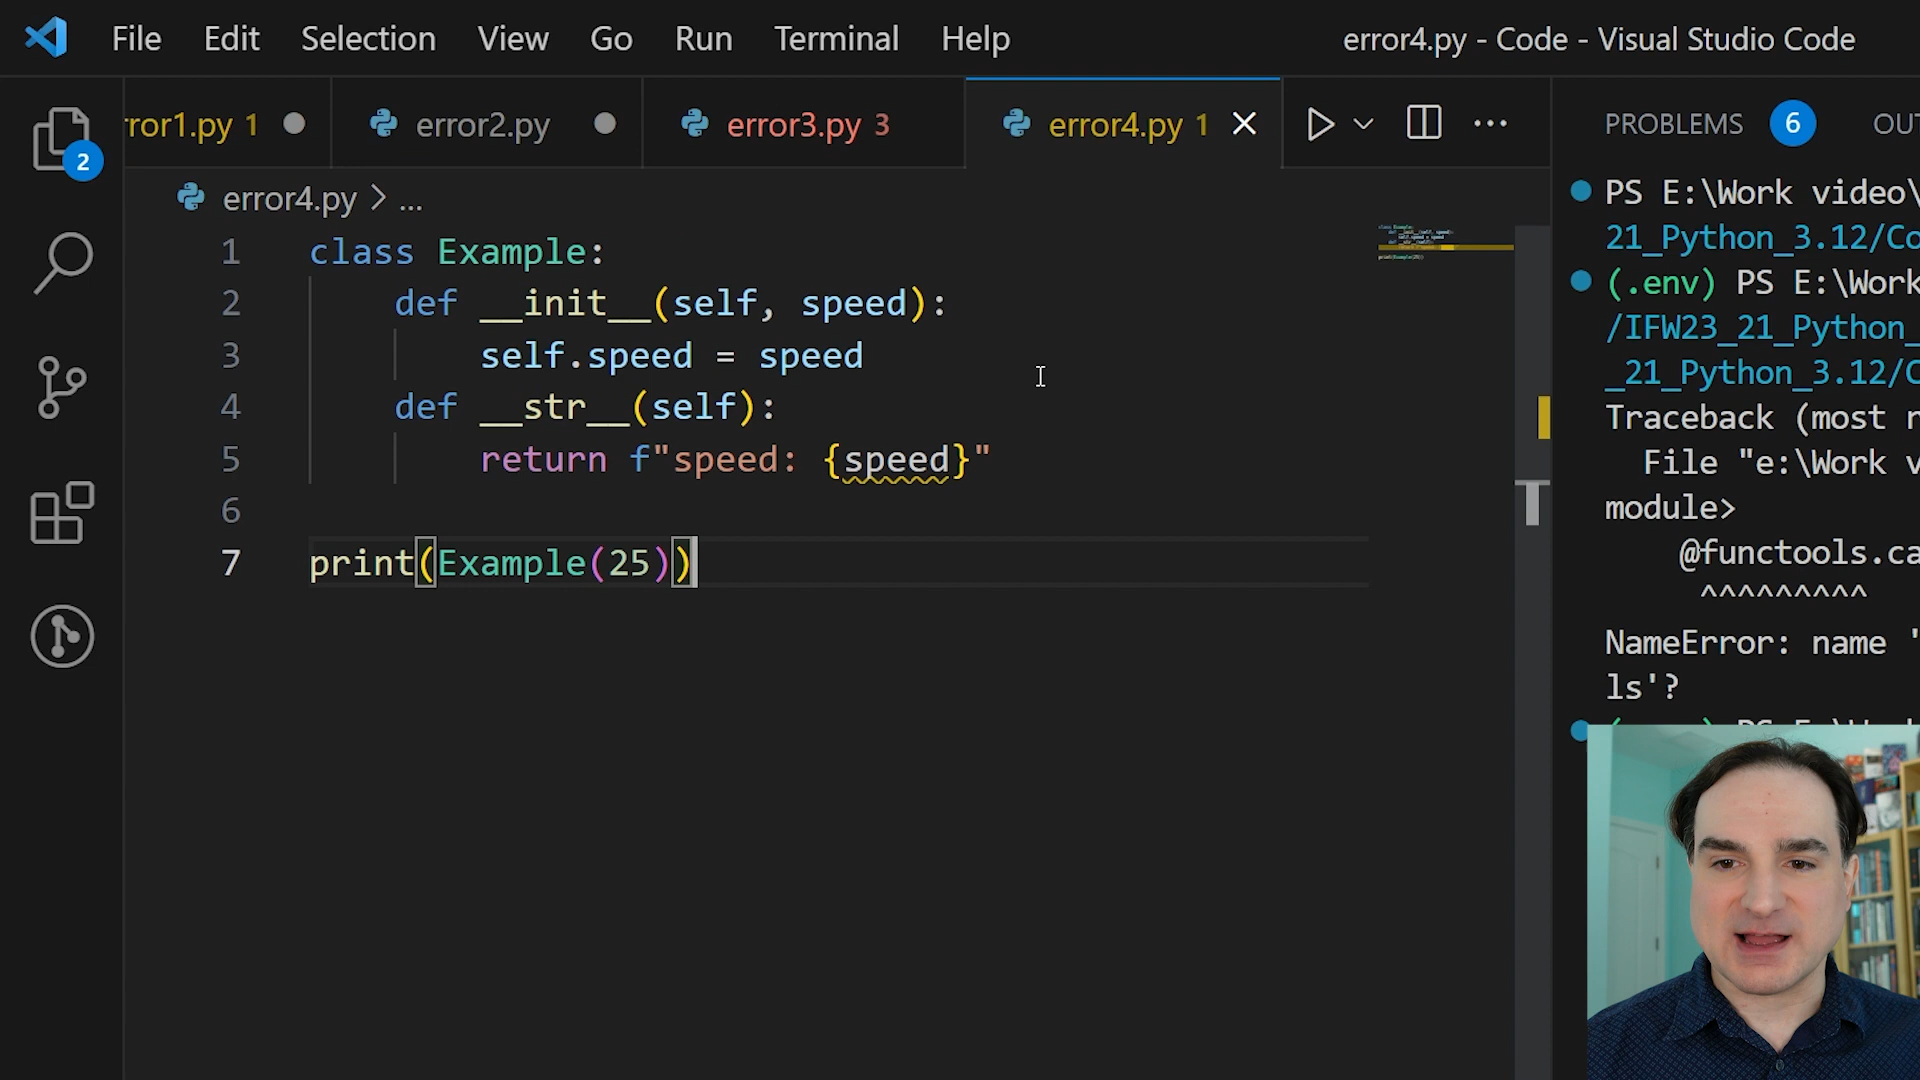 File Edit Selection View Go Run Terminal Help
error4.py - Code - Visual Studio Code
rror1.py 1
error2.py
error3.py 3
error4.py 1
PROBLEMS 6 OU
2
error4.py > ...
1 class Example:
2 def __init__(self, speed):
3 self.speed = speed
4 def __str__(self):
5 return f"speed: {speed}"
6
7 print(Example(25))
PS E:\Work video\
21_Python_3.12/Co
(.env) PS E:\Work
/IFW23_21_Python_
_21_Python_3.12/C
Traceback (most r
File "e:\Work v
module>
@functools.ca
^^^^^^^^^
NameError: name '
ls'?